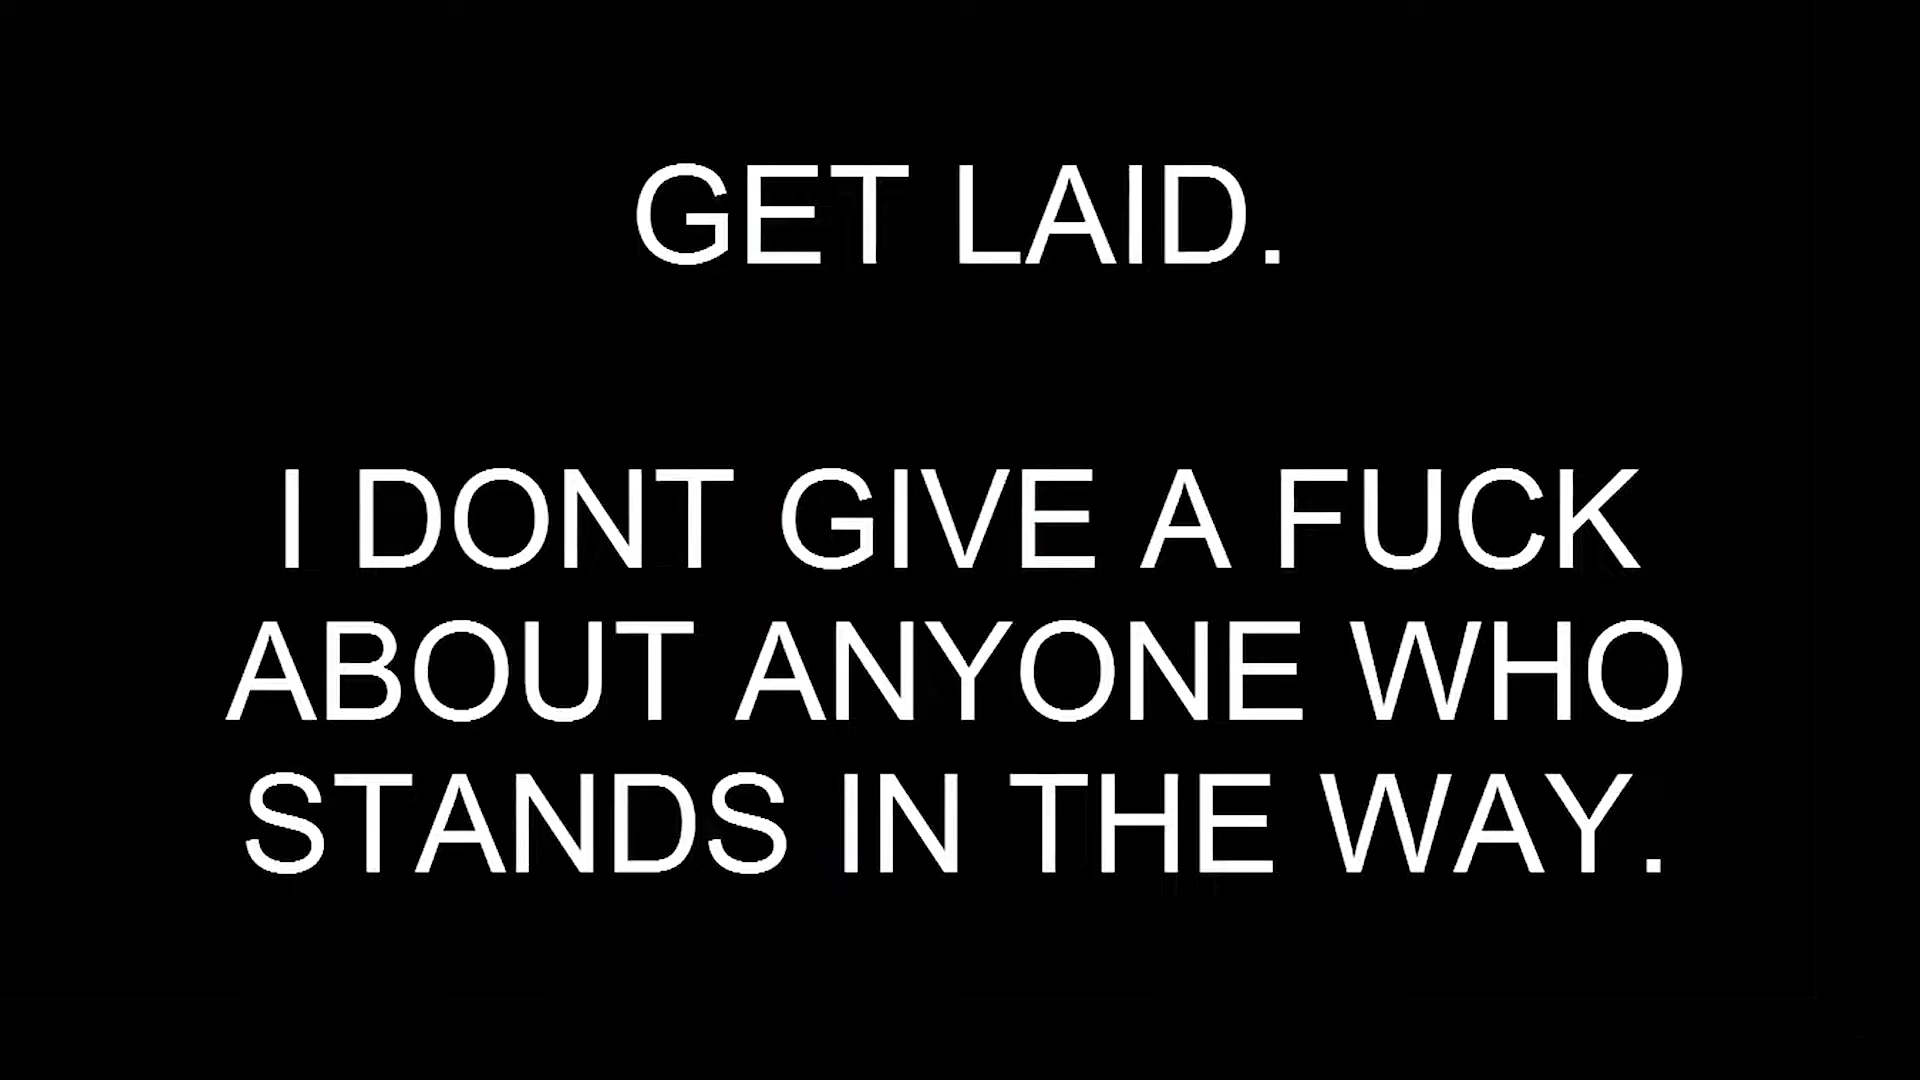 GET LAID.
I DONT GIVE A FUCK
ABOUT ANYONE WHO
STANDS IN THE WAY.